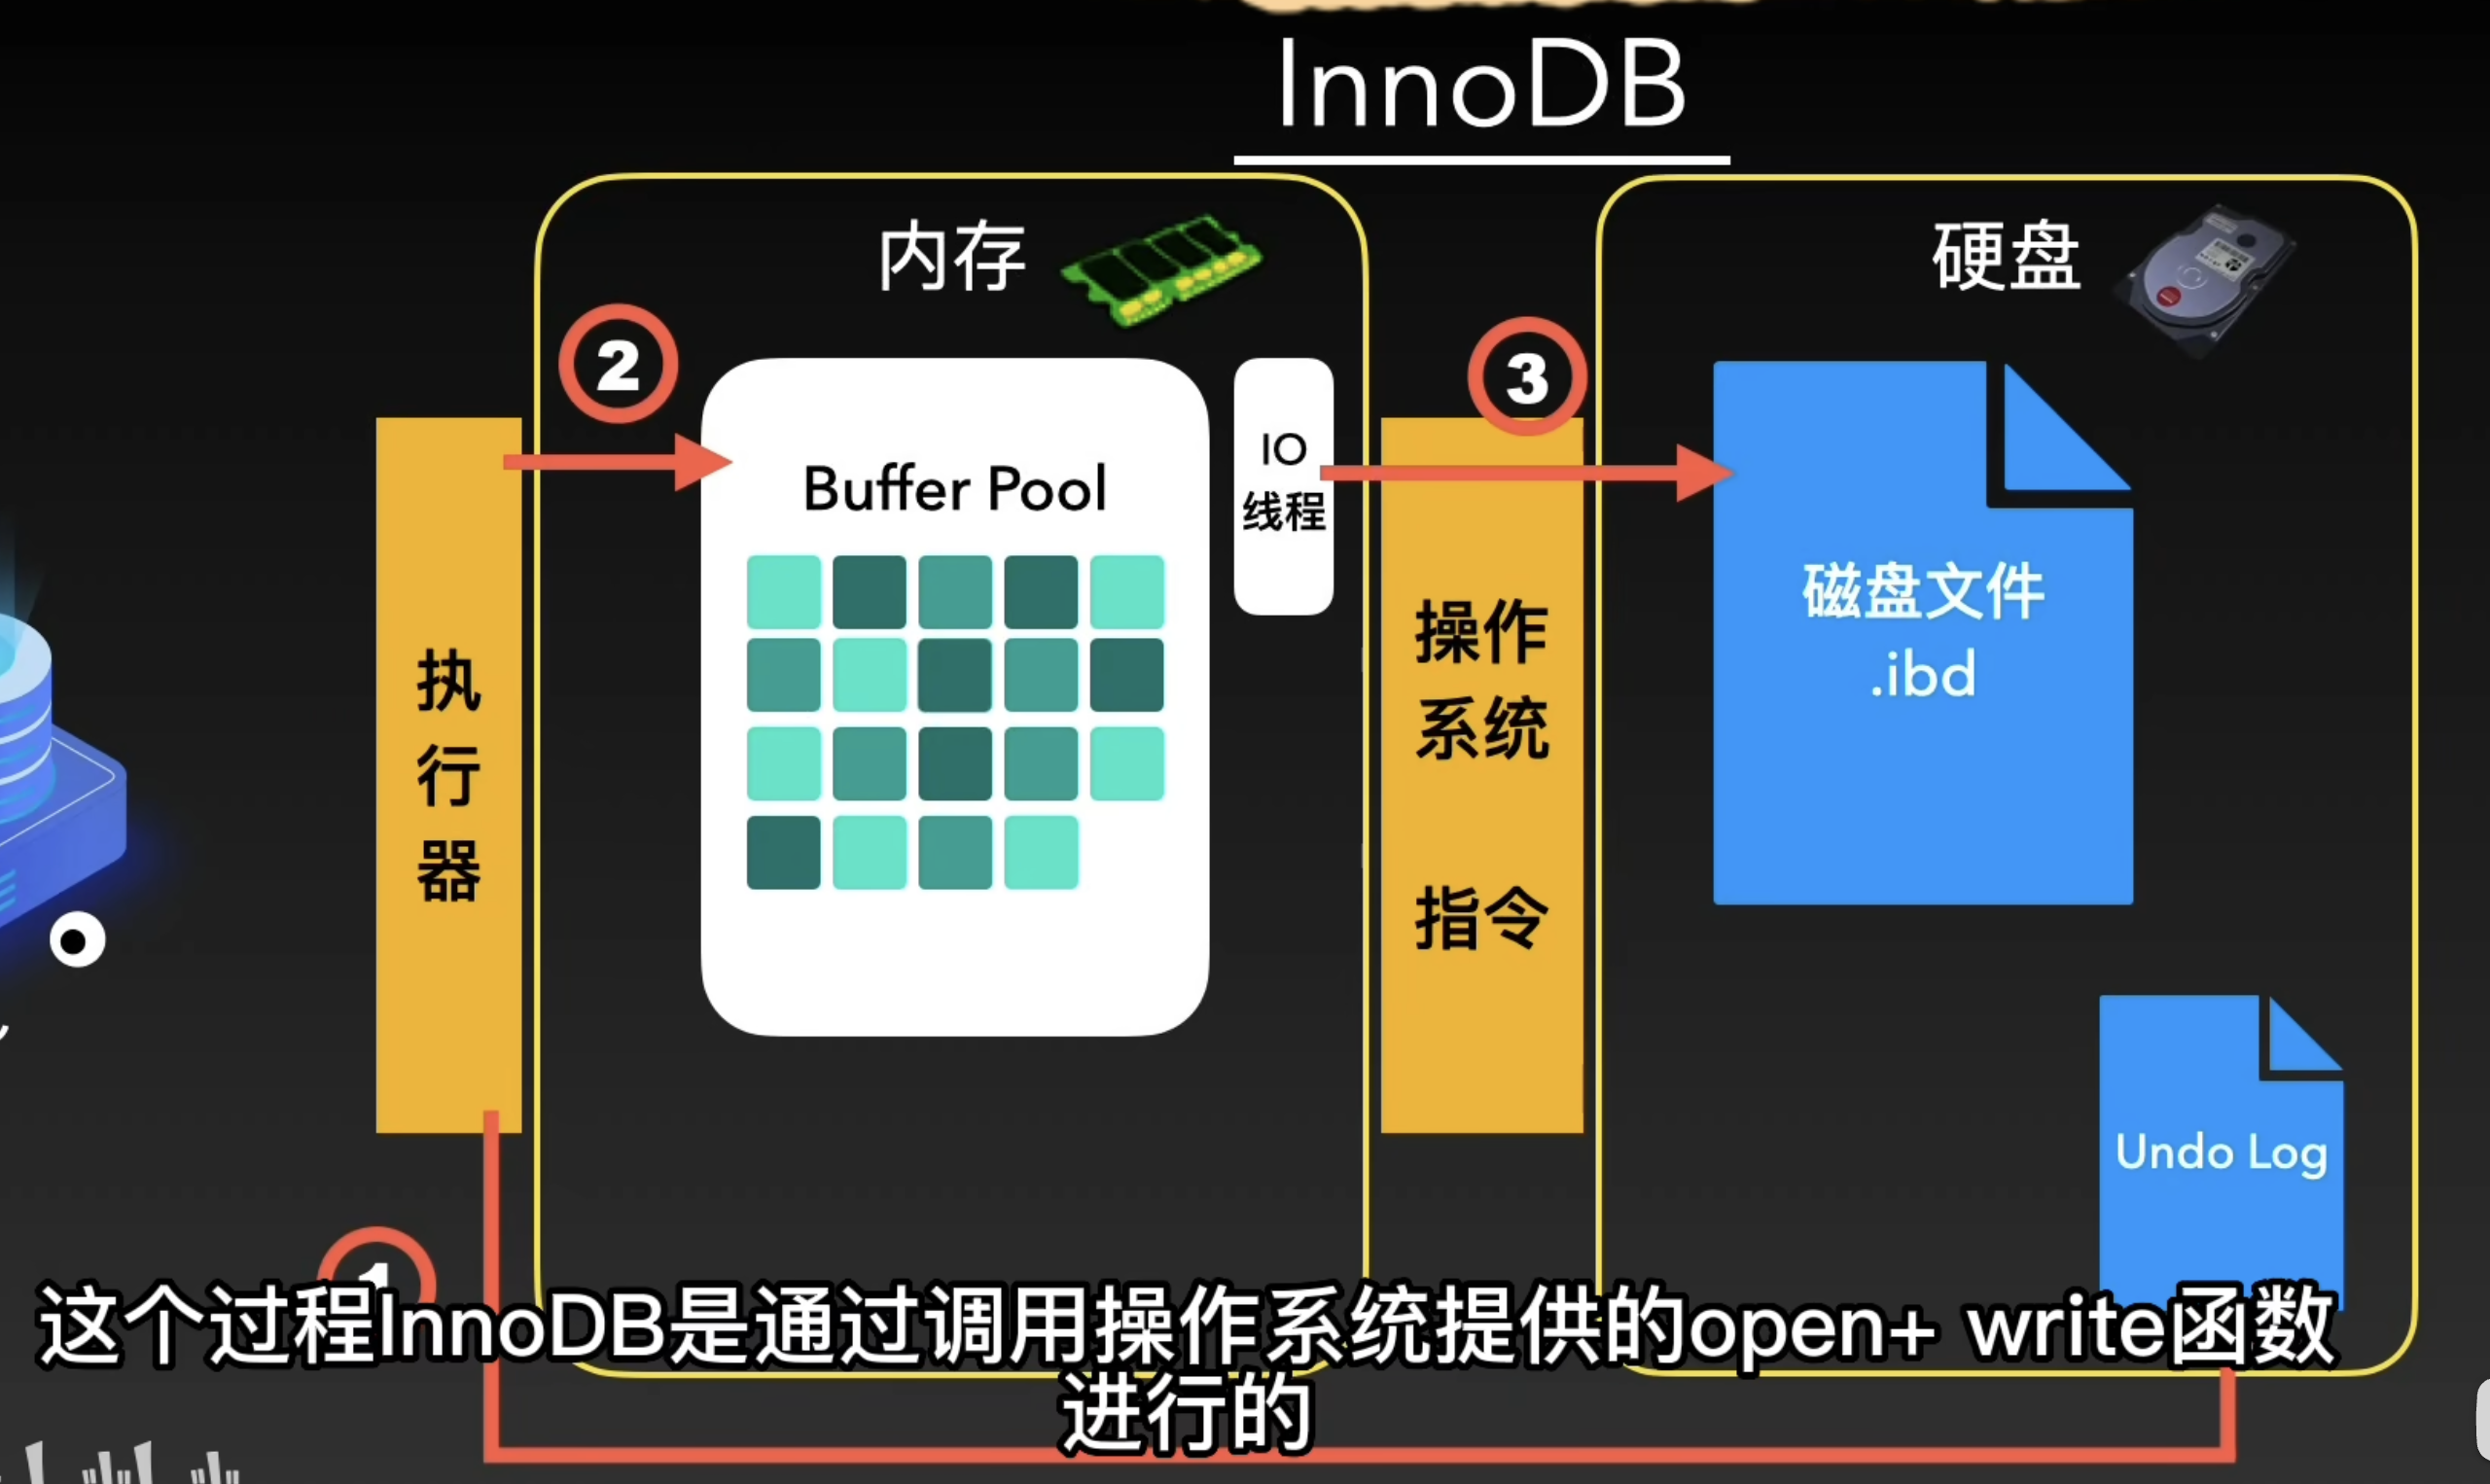 InnoDB
内存
硬盘
2
3
Buffer Pool
IO
线程
执
行
器
操作
系统
指令
磁盘文件
.ibd
Undo Log
1
这个过程InnoDB是通过调用操作系统提供的open+ write函数
进行的